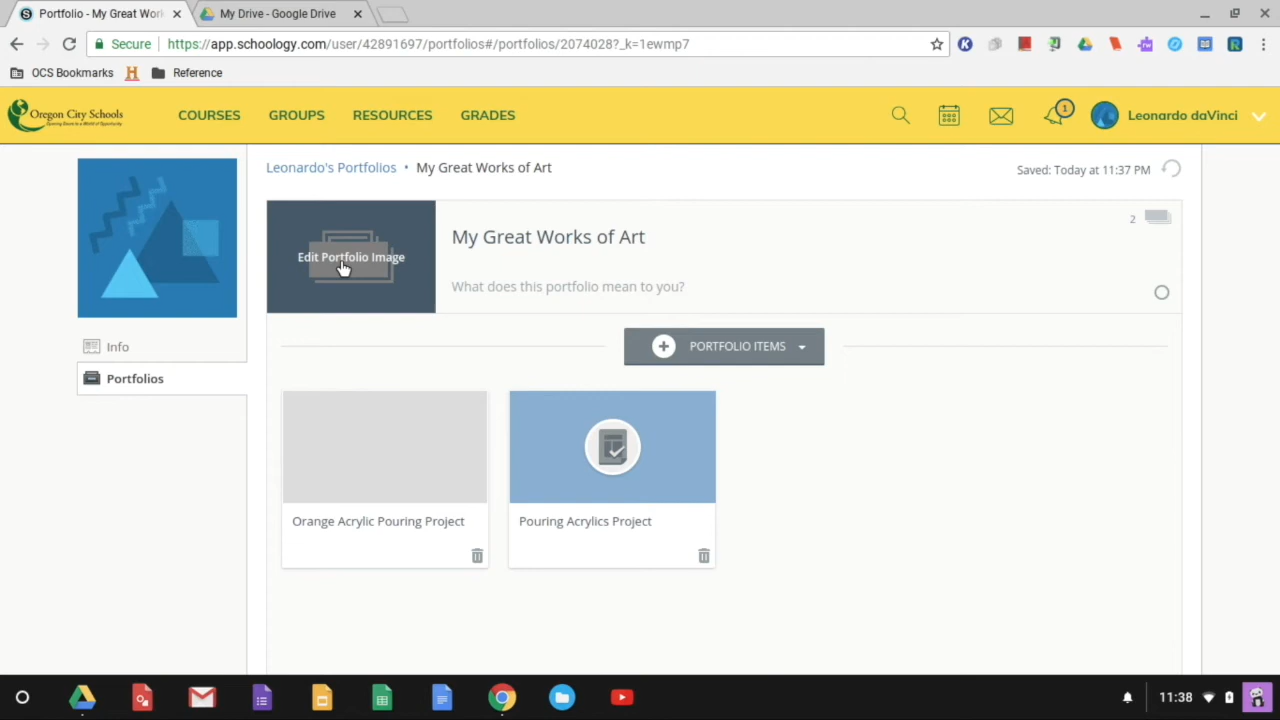 Portfolio - My Great Wor
My Drive - Google Drive
Secure https://app.schoology.com/user/42891697/portfolios#/portfolios/2074028?_k=1ewmp7
OCS Bookmarks
Reference
Oregon City Schools
COURSES GROUPS RESOURCES GRADES
1
Leonardo daVinci
Leonardo's Portfolios • My Great Works of Art
Saved: Today at 11:37 PM
Edit Portfolio Image
My Great Works of Art
2
What does this portfolio mean to you?
Info
Portfolios
PORTFOLIO ITEMS
Orange Acrylic Pouring Project
Pouring Acrylics Project
11:38